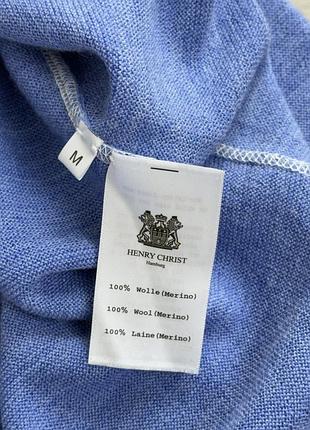 M
HENRY CHRIST
Hamburg
100% Wolle(Merino)
100% Wool(Merino)
100% Laine(Merino)